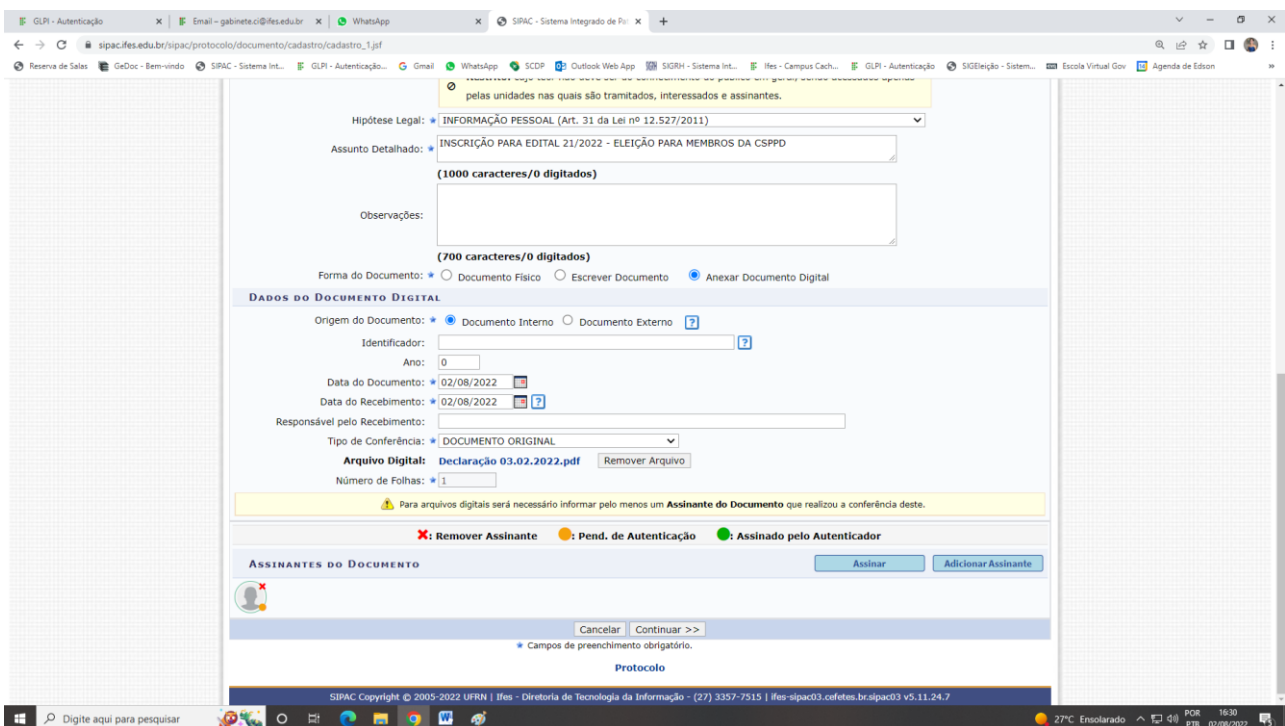 GLPI - Autenticação
Email – gabinete.ci@ifes.edu.br
WhatsApp
SIPAC - Sistema Integrado de Pat
sipac.ifes.edu.br/sipac/protocolo/documento/cadastro/cadastro_1.jsf
Reserva de Salas GeDoc - Bem-vindo SIPAC - Sistema Int... GLPI - Autenticação... Gmail WhatsApp SCDP Outlook Web App SIGRH - Sistema Int... Ifes - Campus Cach... GLPI - Autenticação SIGEleição - Sistem... Escola Virtual Gov Agenda de Edson
pelas unidades nas quais são tramitados, interessados e assinantes.
Hipótese Legal: INFORMAÇÃO PESSOAL (Art. 31 da Lei nº 12.527/2011)
Assunto Detalhado: INSCRIÇÃO PARA EDITAL 21/2022 - ELEIÇÃO PARA MEMBROS DA CSPPD
(1000 caracteres/0 digitados)
Observações:
(700 caracteres/0 digitados)
Forma do Documento: Documento Físico Escrever Documento Anexar Documento Digital
DADOS DO DOCUMENTO DIGITAL
Origem do Documento: Documento Interno Documento Externo ?
Identificador: ?
Ano: 0
Data do Documento: 02/08/2022
Data do Recebimento: 02/08/2022 ?
Responsável pelo Recebimento:
Tipo de Conferência: DOCUMENTO ORIGINAL
Arquivo Digital: Declaração 03.02.2022.pdf Remover Arquivo
Número de Folhas: 1
Para arquivos digitais será necessário informar pelo menos um Assinante do Documento que realizou a conferência deste.
: Remover Assinante : Pend. de Autenticação : Assinado pelo Autenticador
ASSINANTES DO DOCUMENTO Assinar Adicionar Assinante
Cancelar Continuar >>
Campos de preenchimento obrigatório.
Protocolo
SIPAC Copyright © 2005-2022 UFRN | Ifes - Diretoria de Tecnologia da Informação - (27) 3357-7515 | ifes-sipac03.cefetes.br.sipac03 v5.11.24.7
Digite aqui para pesquisar
27°C Ensolarado
POR
PTB
16:30
02/08/2022